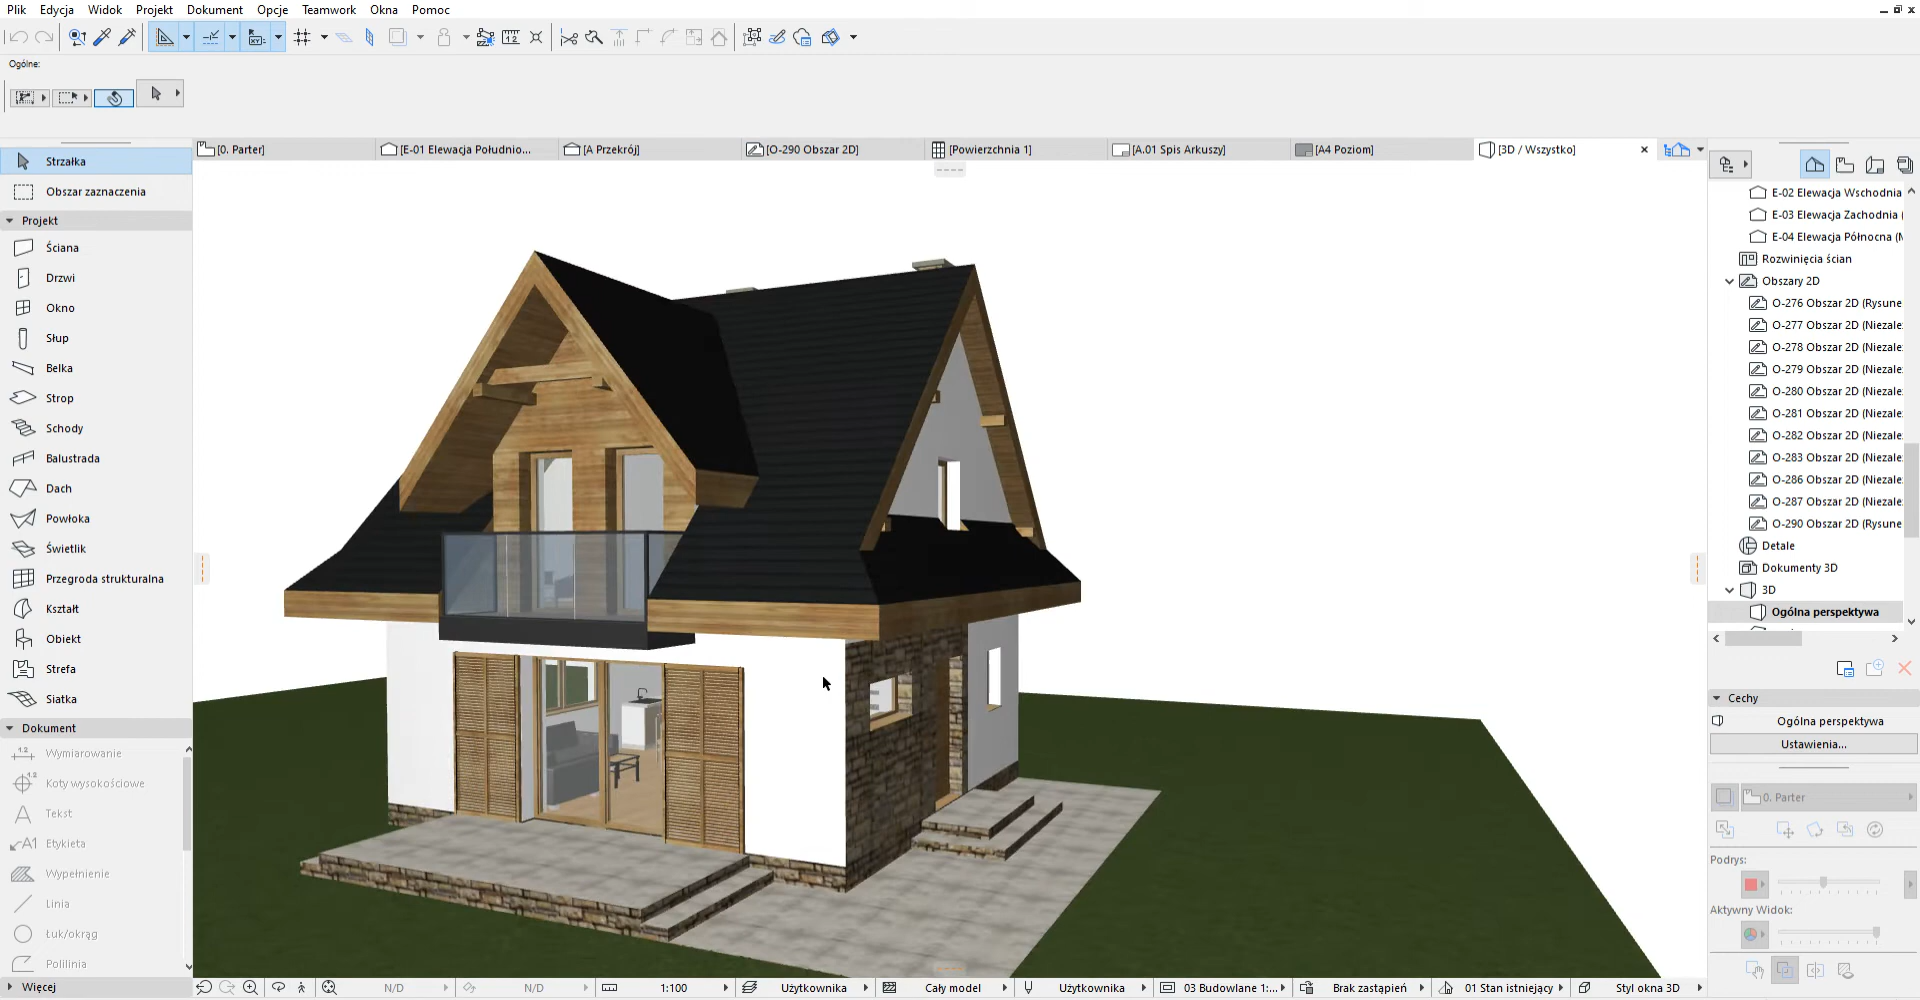 Plik Edycja Widok Projekt Dokument Opcje Teamwork Okna Pomoc
Ogólne:
[0. Parter]
[E-01 Elewacja Południo...
[A Przekrój]
[O-290 Obszar 2D]
[Powierzchnia 1]
[A.01 Spis Arkuszy]
[A4 Poziom]
[3D / Wszystko]
Strzałka
Obszar zaznaczenia
Projekt
Ściana
Drzwi
Okno
Słup
Belka
Strop
Schody
Balustrada
Dach
Powłoka
Świetlik
Przegroda strukturalna
Kształt
Obiekt
Strefa
Siatka
Dokument
Wymiarowanie
Koty wysokościowe
Tekst
Etykieta
Wypełnienie
Linia
Łuk/okrąg
Polilinia
Więcej
E-02 Elewacja Wschodnia
E-03 Elewacja Zachodnia (
E-04 Elewacja Północna (M
Rozwinięcia ścian
Obszary 2D
O-276 Obszar 2D (Rysune
O-277 Obszar 2D (Niezale
O-278 Obszar 2D (Niezale
O-279 Obszar 2D (Niezale
O-280 Obszar 2D (Niezale
O-281 Obszar 2D (Niezale
O-282 Obszar 2D (Niezale
O-283 Obszar 2D (Niezale
O-286 Obszar 2D (Niezale
O-287 Obszar 2D (Niezale
O-290 Obszar 2D (Rysune
Detale
Dokumenty 3D
3D
Ogólna perspektywa
Cechy
Ogólna perspektywa
Ustawienia...
0. Parter
Podrys:
Aktywny Widok:
N/D
N/D
1:100
Użytkownika
Cały model
Użytkownika
03 Budowlane 1:...
Brak zastąpień
01 Stan istniejący
Styl okna 3D